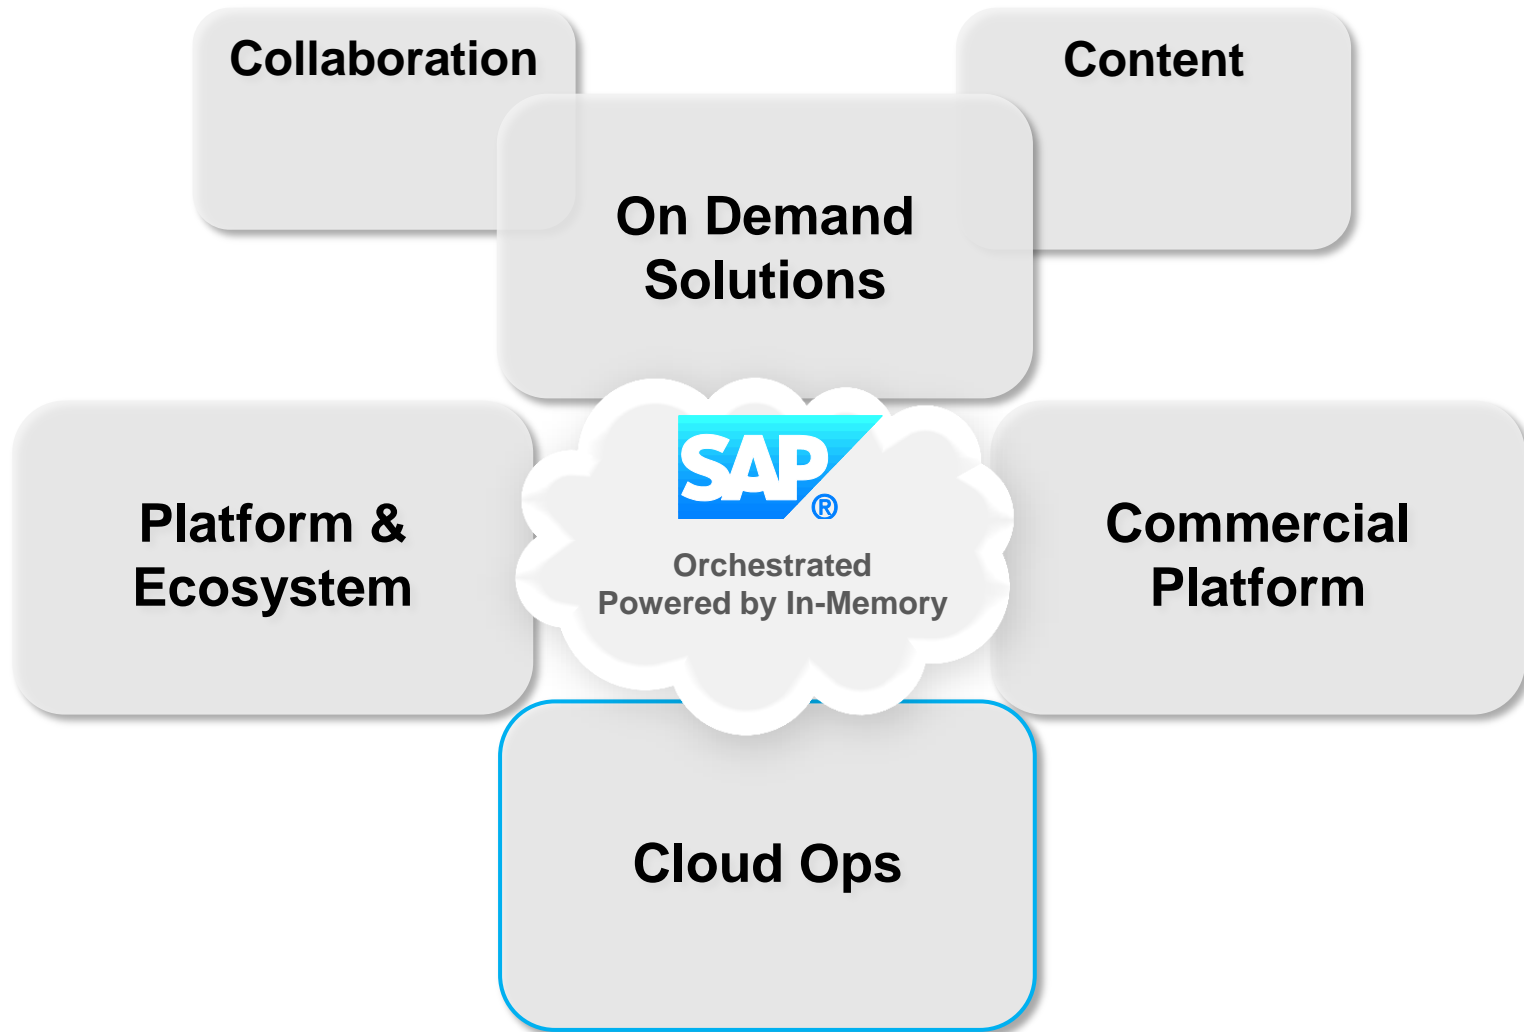 Collaboration
Content
On Demand
Solutions
SAP®
Orchestrated
Powered by In-Memory
Platform &
Ecosystem
Commercial
Platform
Cloud Ops